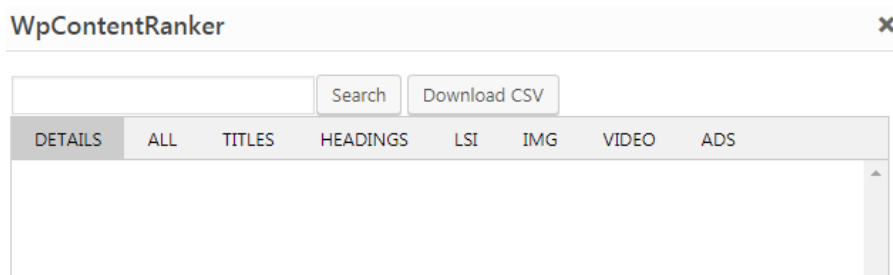 WpContentRanker
Search Download CSV
DETAILS ALL TITLES HEADINGS LSI IMG VIDEO ADS